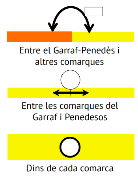 Entre el Garraf-Penedès i
altres comarques
Entre les comarques del
Garraf i Penedesos
Dins de cada comarca